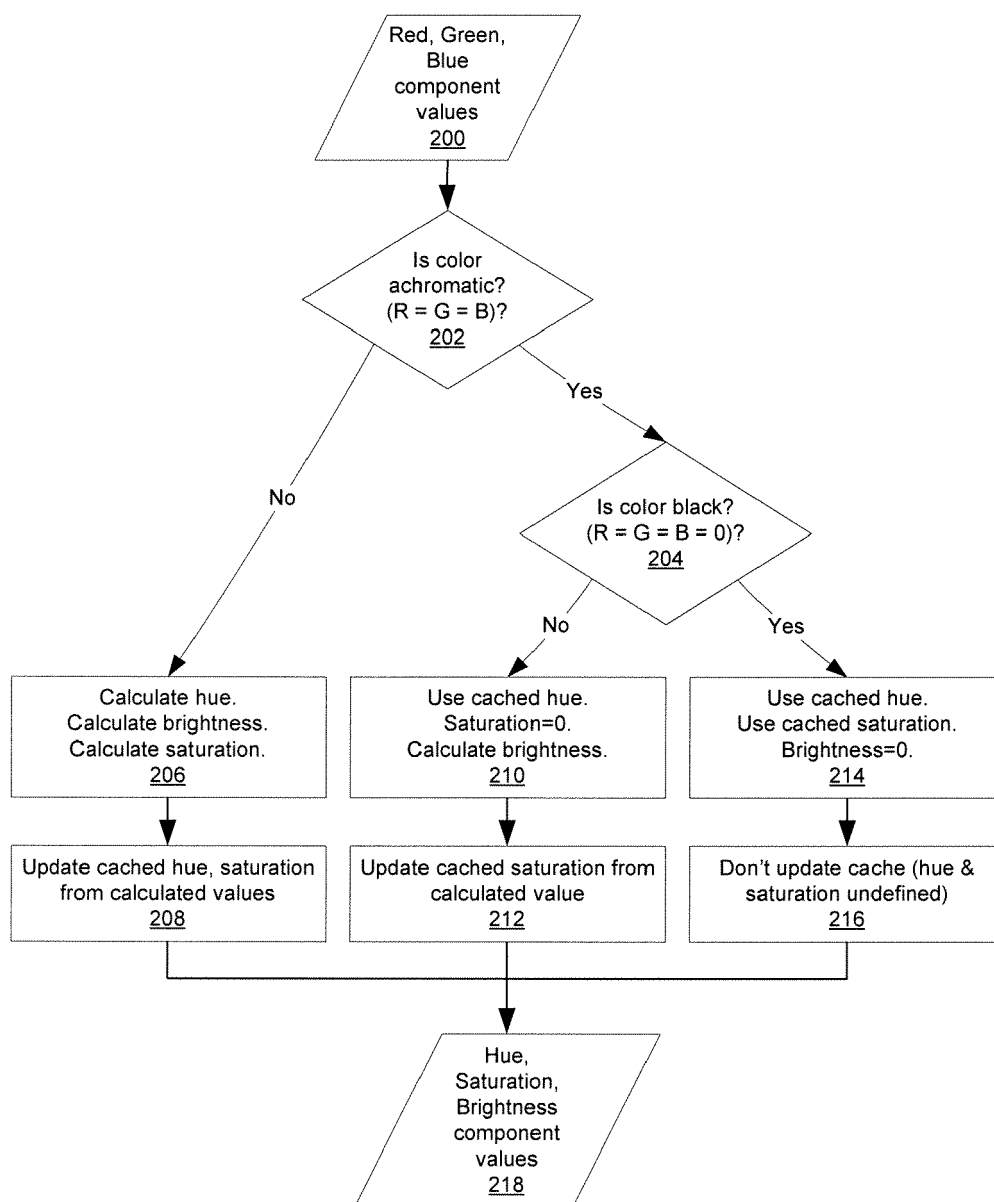 Red, Green,
Blue
component
values
200
Is color
achromatic?
(R = G = B)?
202
Yes
No
Is color black?
(R = G = B = 0)?
204
No
Yes
Calculate hue.
Calculate brightness.
Calculate saturation.
206
Use cached hue.
Saturation=0.
Calculate brightness.
210
Use cached hue.
Use cached saturation.
Brightness=0.
214
Update cached hue, saturation
from calculated values
208
Update cached saturation from
calculated value
212
Don't update cache (hue &
saturation undefined)
216
Hue,
Saturation,
Brightness
component
values
218